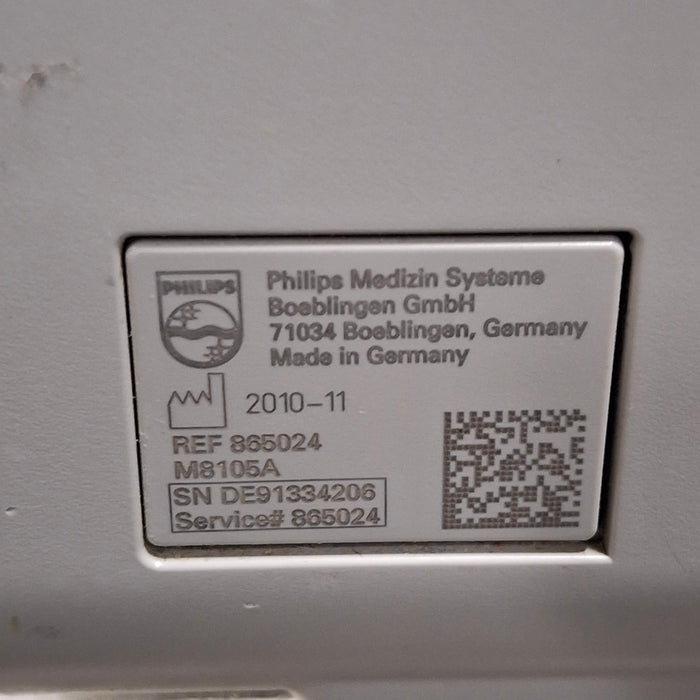 PHILIPS
Philips Medizin Systeme
Boeblingen GmbH
71034 Boeblingen, Germany
Made in Germany
2010-11
REF 865024
M8105A
SN DE91334206
Service# 865024